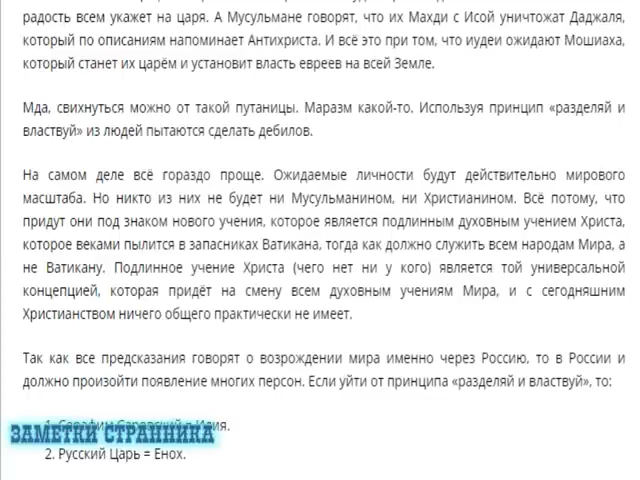 радость всем укажет на царя. А Мусульмане говорят, что их Махди с Исой уничтожат Даджаля,
который по описаниям напоминает Антихриста. И всё это при том, что иудеи ожидают Мошиаха,
который станет их царём и установит власть евреев на всей Земле.
Мда, свихнуться можно от такой путаницы. Маразм какой-то. Используя принцип «разделяй и
властвуй» из людей пытаются сделать дебилов.
На самом деле всё гораздо проще. Ожидаемые личности будут действительно мирового
масштаба. Но никто из них не будет ни Мусульманином, ни Христианином. Всё потому, что
придут они под знаком нового учения, которое является подлинным духовным учением Христа,
которое веками пылится в запасниках Ватикана, тогда как должно служить всем народам Мира, а
не Ватикану. Подлинное учение Христа (чего нет ни у кого) является той универсальной
концепцией, которая придёт на смену всем духовным учениям Мира, и с сегодняшним
Христианством ничего общего практически не имеет.
Так как все предсказания говорят о возрождении мира именно через Россию, то в России и
должно произойти появление многих персон. Если уйти от принципа «разделяй и властвуй», то:
1. Серафим Саровский = Илия.
ЗАМЕТКИ СТРАННИКА
2. Русский Царь = Енох.